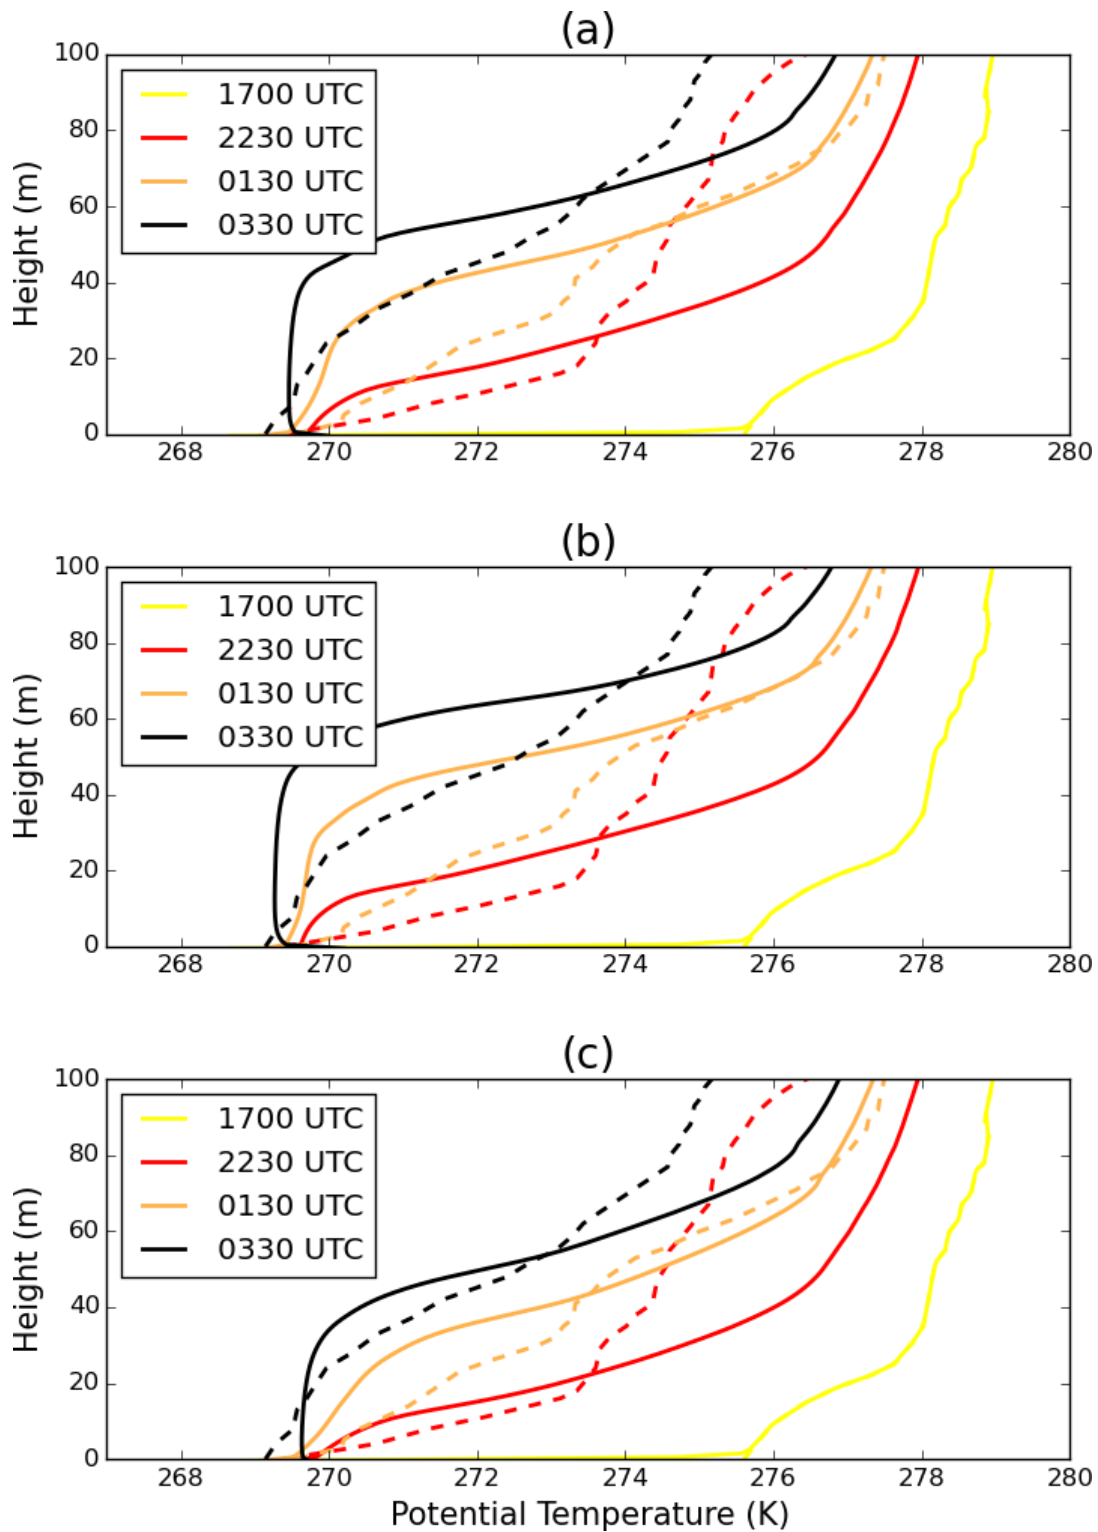 (a)
100
80
60
40
20
0
Height (m)
1700 UTC
2230 UTC
0130 UTC
0330 UTC
268 270 272 274 276 278 280
(b)
100
80
60
40
20
0
Height (m)
1700 UTC
2230 UTC
0130 UTC
0330 UTC
268 270 272 274 276 278 280
(c)
100
80
60
40
20
0
Height (m)
1700 UTC
2230 UTC
0130 UTC
0330 UTC
268 270 272 274 276 278 280
Potential Temperature (K)